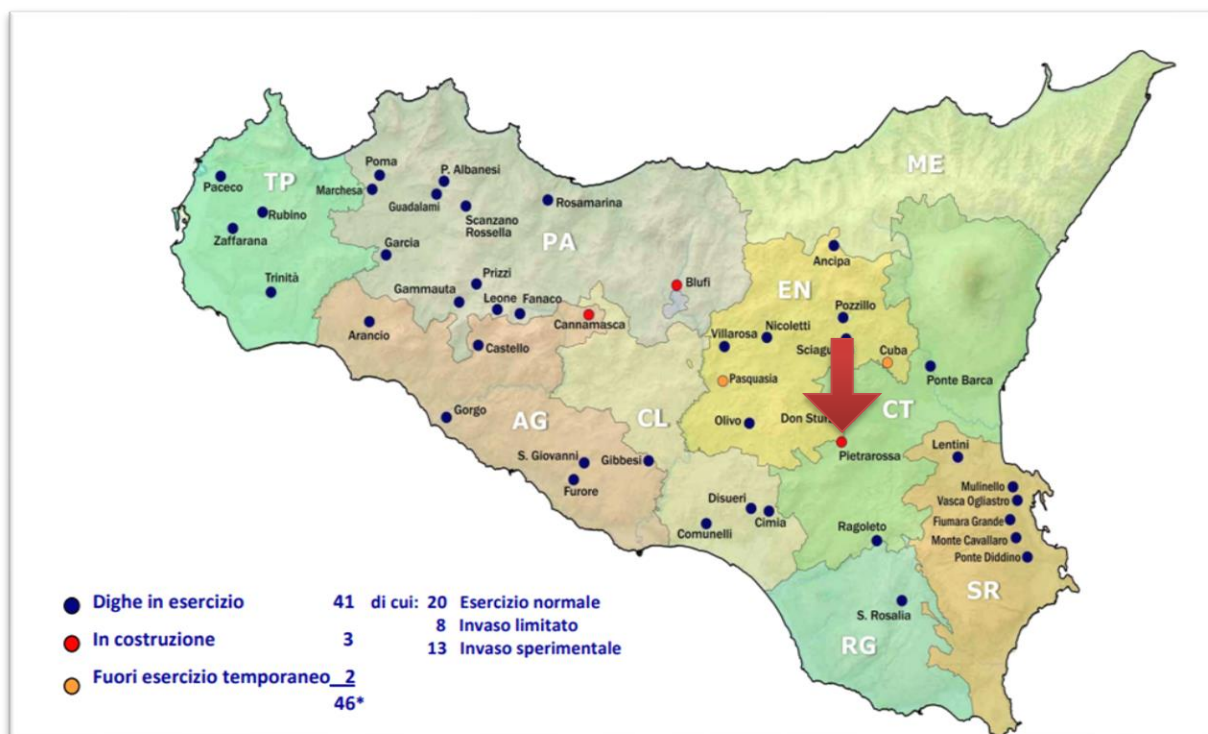 ME
Poma
P. Albanesi
TP
Paceco
Marchesa
Guadalami
Rosamarina
Rubino
Scanzano
Rossella
Zaffarana
PA
Garcia
Ancipa
Trinità
Prizzi
Blufi
EN
Gammauta
Leone
Fanaco
Pozzillo
Cannamasca
Arancio
Villarosa
Nicoletti
Castello
Cuba
Ponte Barca
Pasquasia
Gorgo
AG
CL
Olivo
Don
CT
Pietrarossa
Lentini
S. Giovanni
Gibbesi
Furore
Disueri
Mulinello
Vasca Ogliastro
Cimia
Comunelli
Ragoleto
Fiumara Grande
Monte Cavallaro
Ponte Diddino
SR
S. Rosalia
RG
Dighe in esercizio 41 di cui: 20 Esercizio normale
8 Invaso limitato
In costruzione 3
13 Invaso sperimentale
Fuori esercizio temporaneo 2
46*